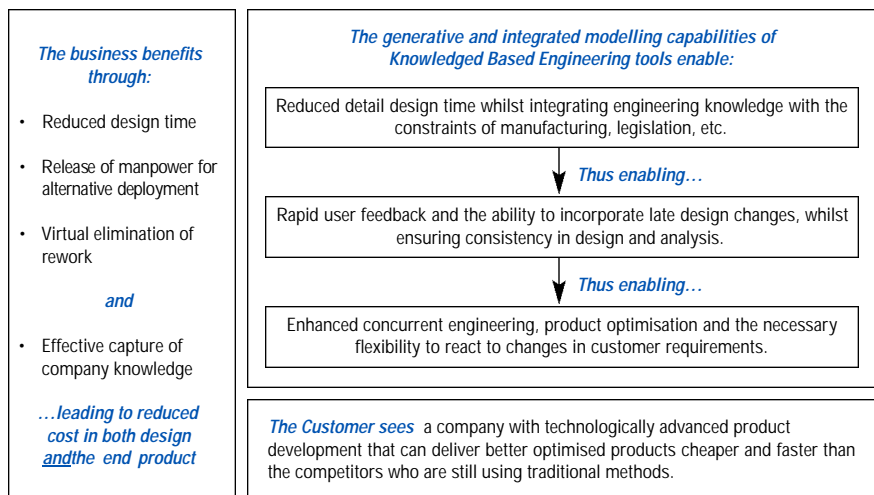 The business benefits
through:
• Reduced design time
• Release of manpower for
alternative deployment
• Virtual elimination of
rework
and
• Effective capture of
company knowledge
…leading to reduced
cost in both design
andthe end product
The generative and integrated modelling capabilities of
Knowledged Based Engineering tools enable:
Reduced detail design time whilst integrating engineering knowledge with the
constraints of manufacturing, legislation, etc.
Thus enabling…
Rapid user feedback and the ability to incorporate late design changes, whilst
ensuring consistency in design and analysis.
Thus enabling…
Enhanced concurrent engineering, product optimisation and the necessary
flexibility to react to changes in customer requirements.
The Customer sees a company with technologically advanced product
development that can deliver better optimised products cheaper and faster than
the competitors who are still using traditional methods.